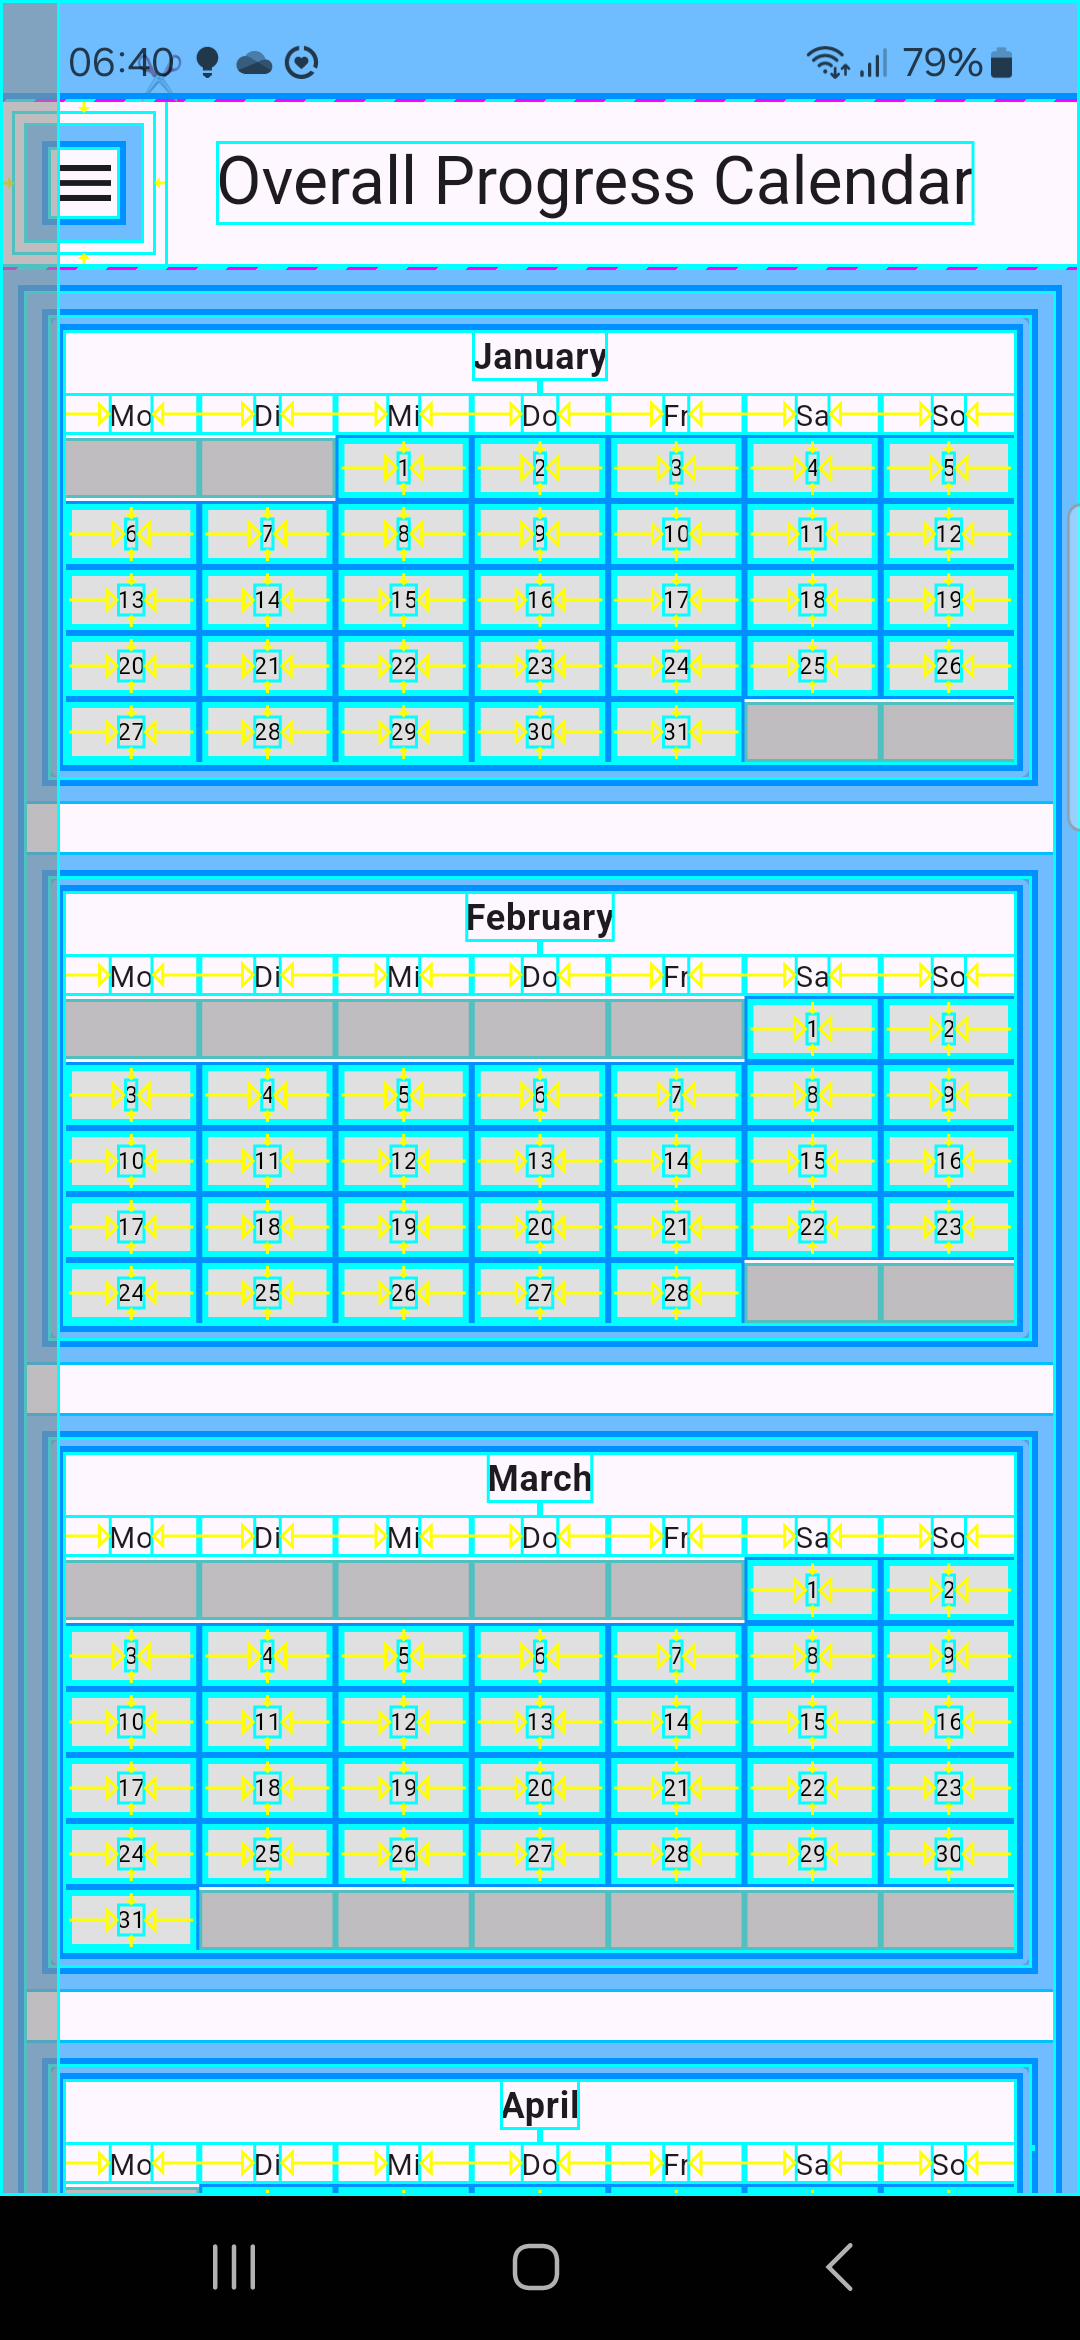 06:40 79%
Overall Progress Calendar
January
Mo Di Mi Do Fr Sa So
1 2 3 4 5
6 7 8 9 10 11 12
13 14 15 16 17 18 19
20 21 22 23 24 25 26
27 28 29 30 31
February
Mo Di Mi Do Fr Sa So
1 2
3 4 5 6 7 8 9
10 11 12 13 14 15 16
17 18 19 20 21 22 23
24 25 26 27 28
March
Mo Di Mi Do Fr Sa So
1 2
3 4 5 6 7 8 9
10 11 12 13 14 15 16
17 18 19 20 21 22 23
24 25 26 27 28 29 30
31
April
Mo Di Mi Do Fr Sa So